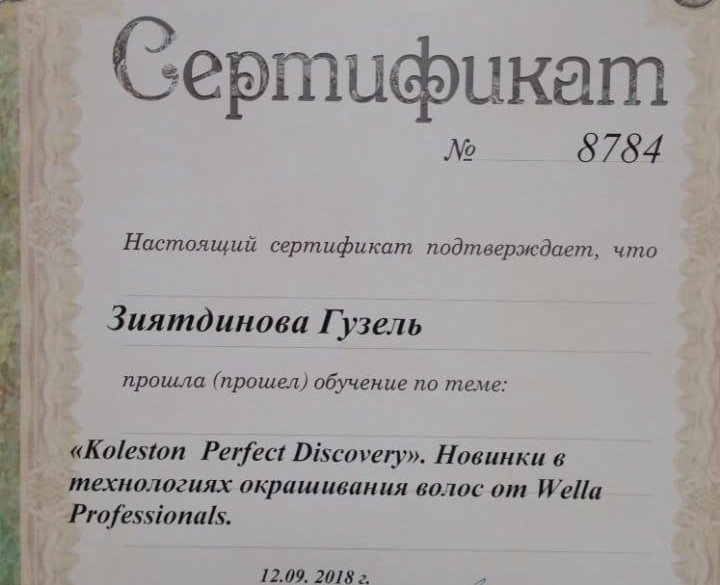 Сертификат
№ 8784
Настоящий сертификат подтверждает, что
Зиятдинова Гузель
прошла (прошел) обучение по теме:
«Koleston Perfect Discovery». Новинки в
технологиях окрашивания волос от Wella
Professionals.
12.09. 2018 г.